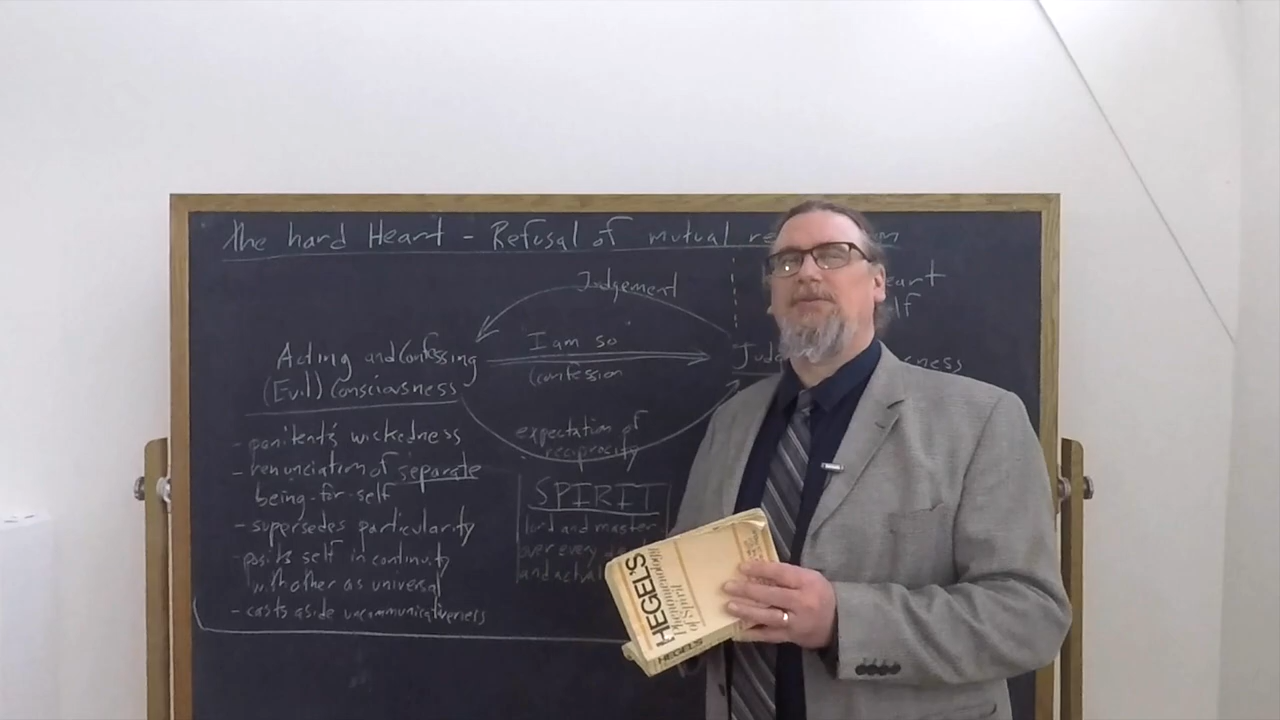 The hard Heart - Refusal of mutual
Judgement
eart
lf
"I am so"
(confession
Acting and Confessing
(Evil) Consciousness
Jud
ness
- penitent's wickedness
- renunciation of separate
being-for-self
- supersedes particularity
- posits self in continuity
with other as universal
- casts aside uncommunicativeness
expectation of
reciprocity
SPIRIT
lord and master
over every
and actual
HEGEL'S
Phenomenology
of Spirit
HEGEL'S